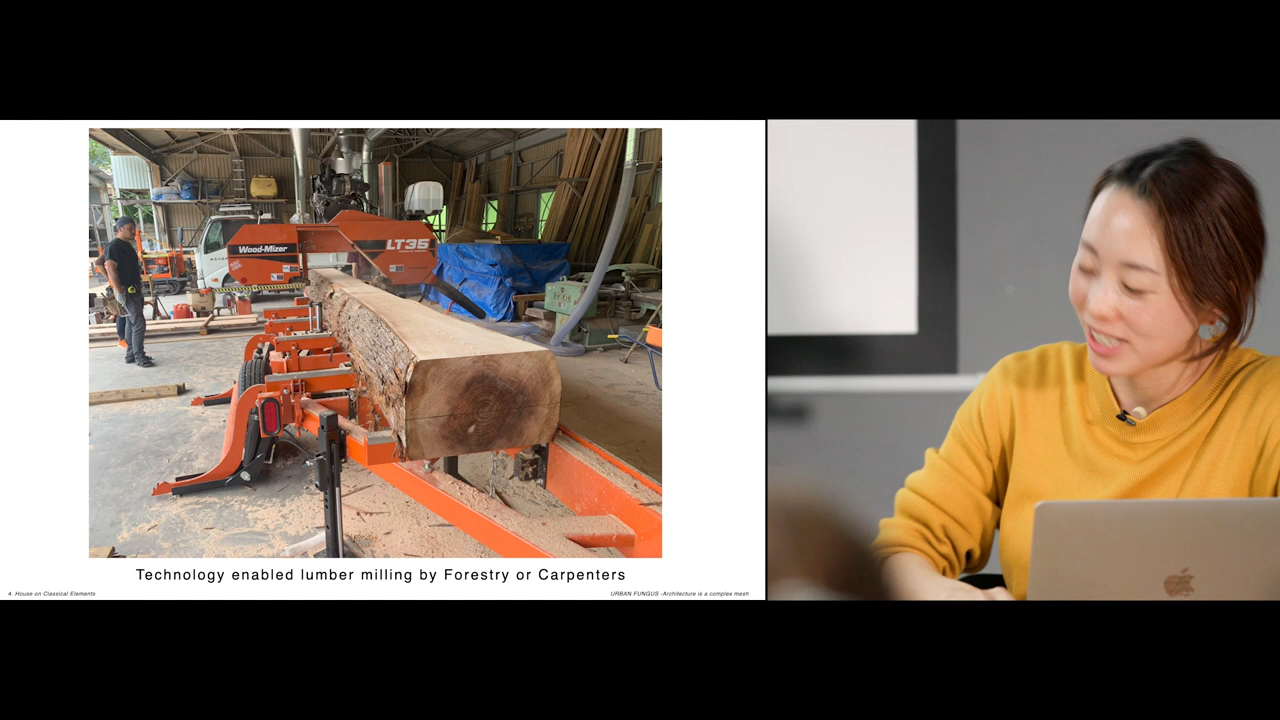 Wood-Mizer
LT35
Technology enabled lumber milling by Forestry or Carpenters
4. House on Classical Elements
URBAN FUNGUS -Architecture is a complex mesh